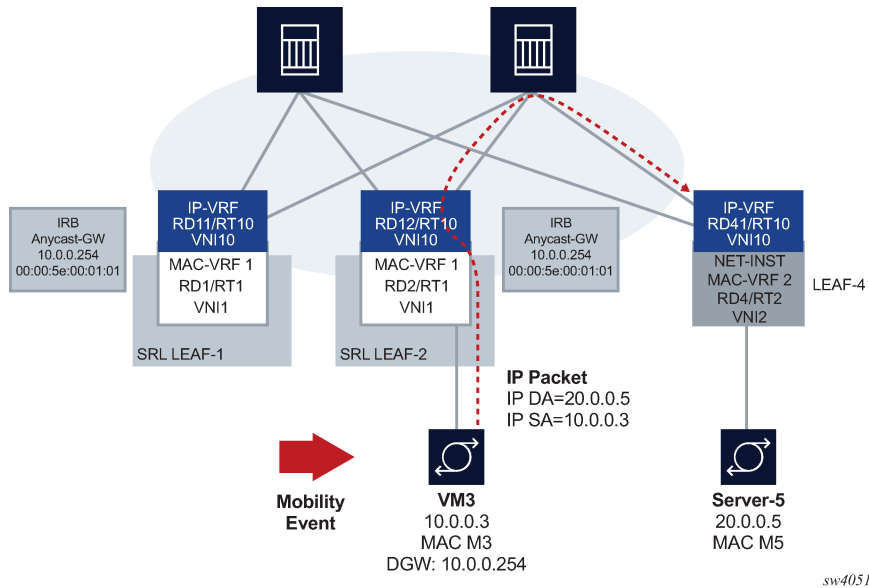 IP-VRF
RD11/RT10
VNI10
IP-VRF
RD12/RT10
VNI10
IP-VRF
RD41/RT10
VNI10
IRB
Anycast-GW
10.0.0.254
00:00:5e:00:01:01
IRB
Anycast-GW
10.0.0.254
00:00:5e:00:01:01
MAC-VRF 1
RD1/RT1
VNI1
MAC-VRF 1
RD2/RT1
VNI1
NET-INST
MAC-VRF 2
RD4/RT2
VNI2
LEAF-4
SRL LEAF-1
SRL LEAF-2
IP Packet
IP DA=20.0.0.5
IP SA=10.0.0.3
Mobility
Event
VM3
10.0.0.3
MAC M3
DGW: 10.0.0.254
Server-5
20.0.0.5
MAC M5
sw4051